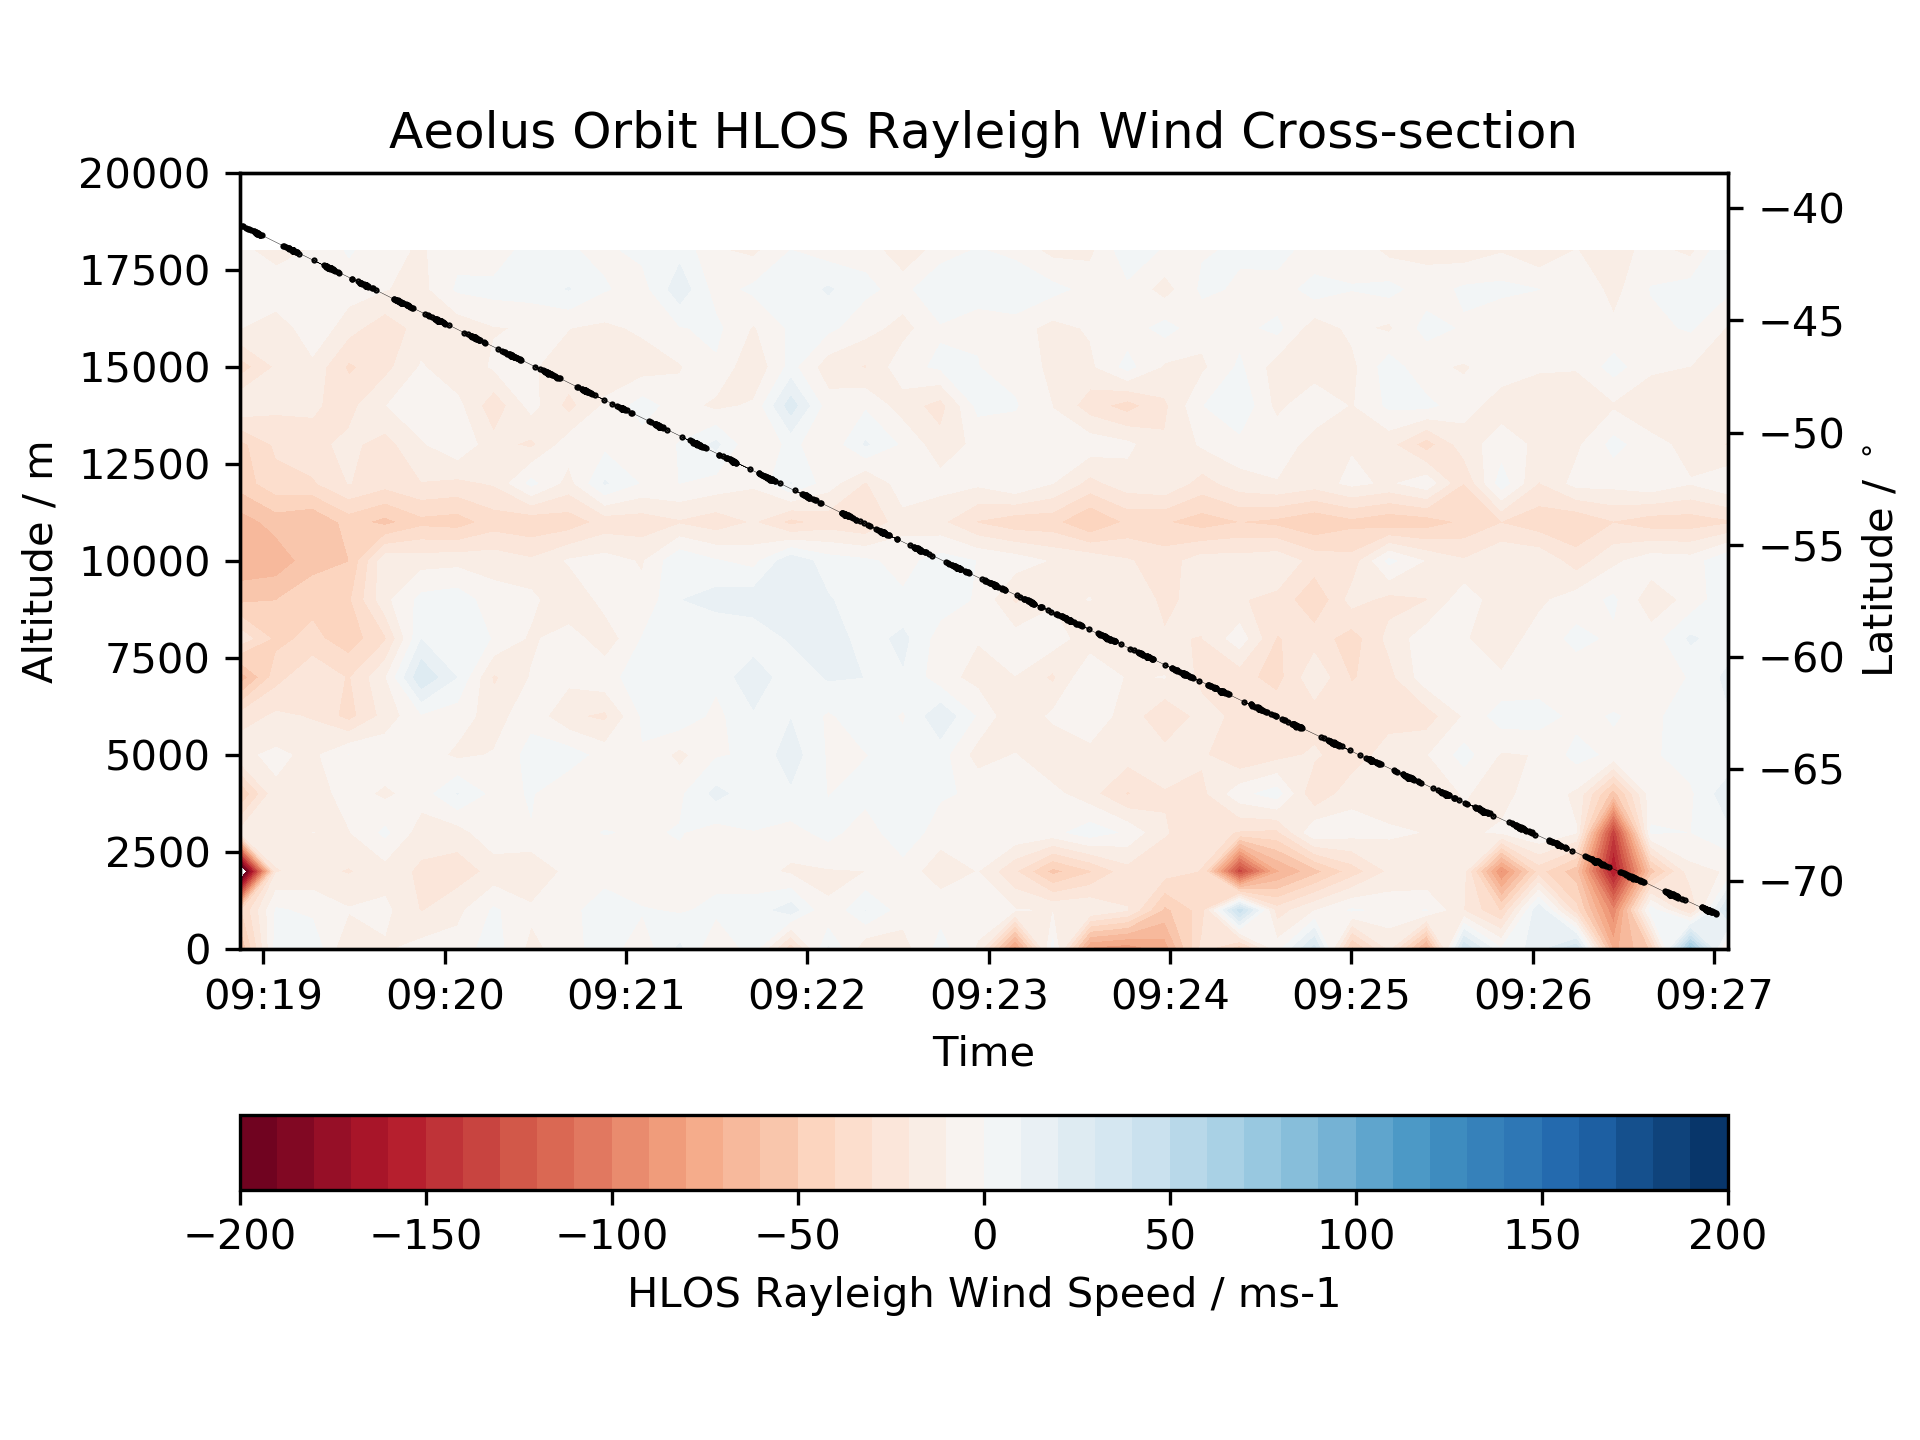 Aeolus Orbit HLOS Rayleigh Wind Cross-section
20000
17500
15000
12500
10000
7500
5000
2500
0
Altitude / m
−40
−45
−50
−55
−60
−65
−70
Latitude / °
09:19 09:20 09:21 09:22 09:23 09:24 09:25 09:26 09:27
Time
−200 −150 −100 −50 0 50 100 150 200
HLOS Rayleigh Wind Speed / ms-1